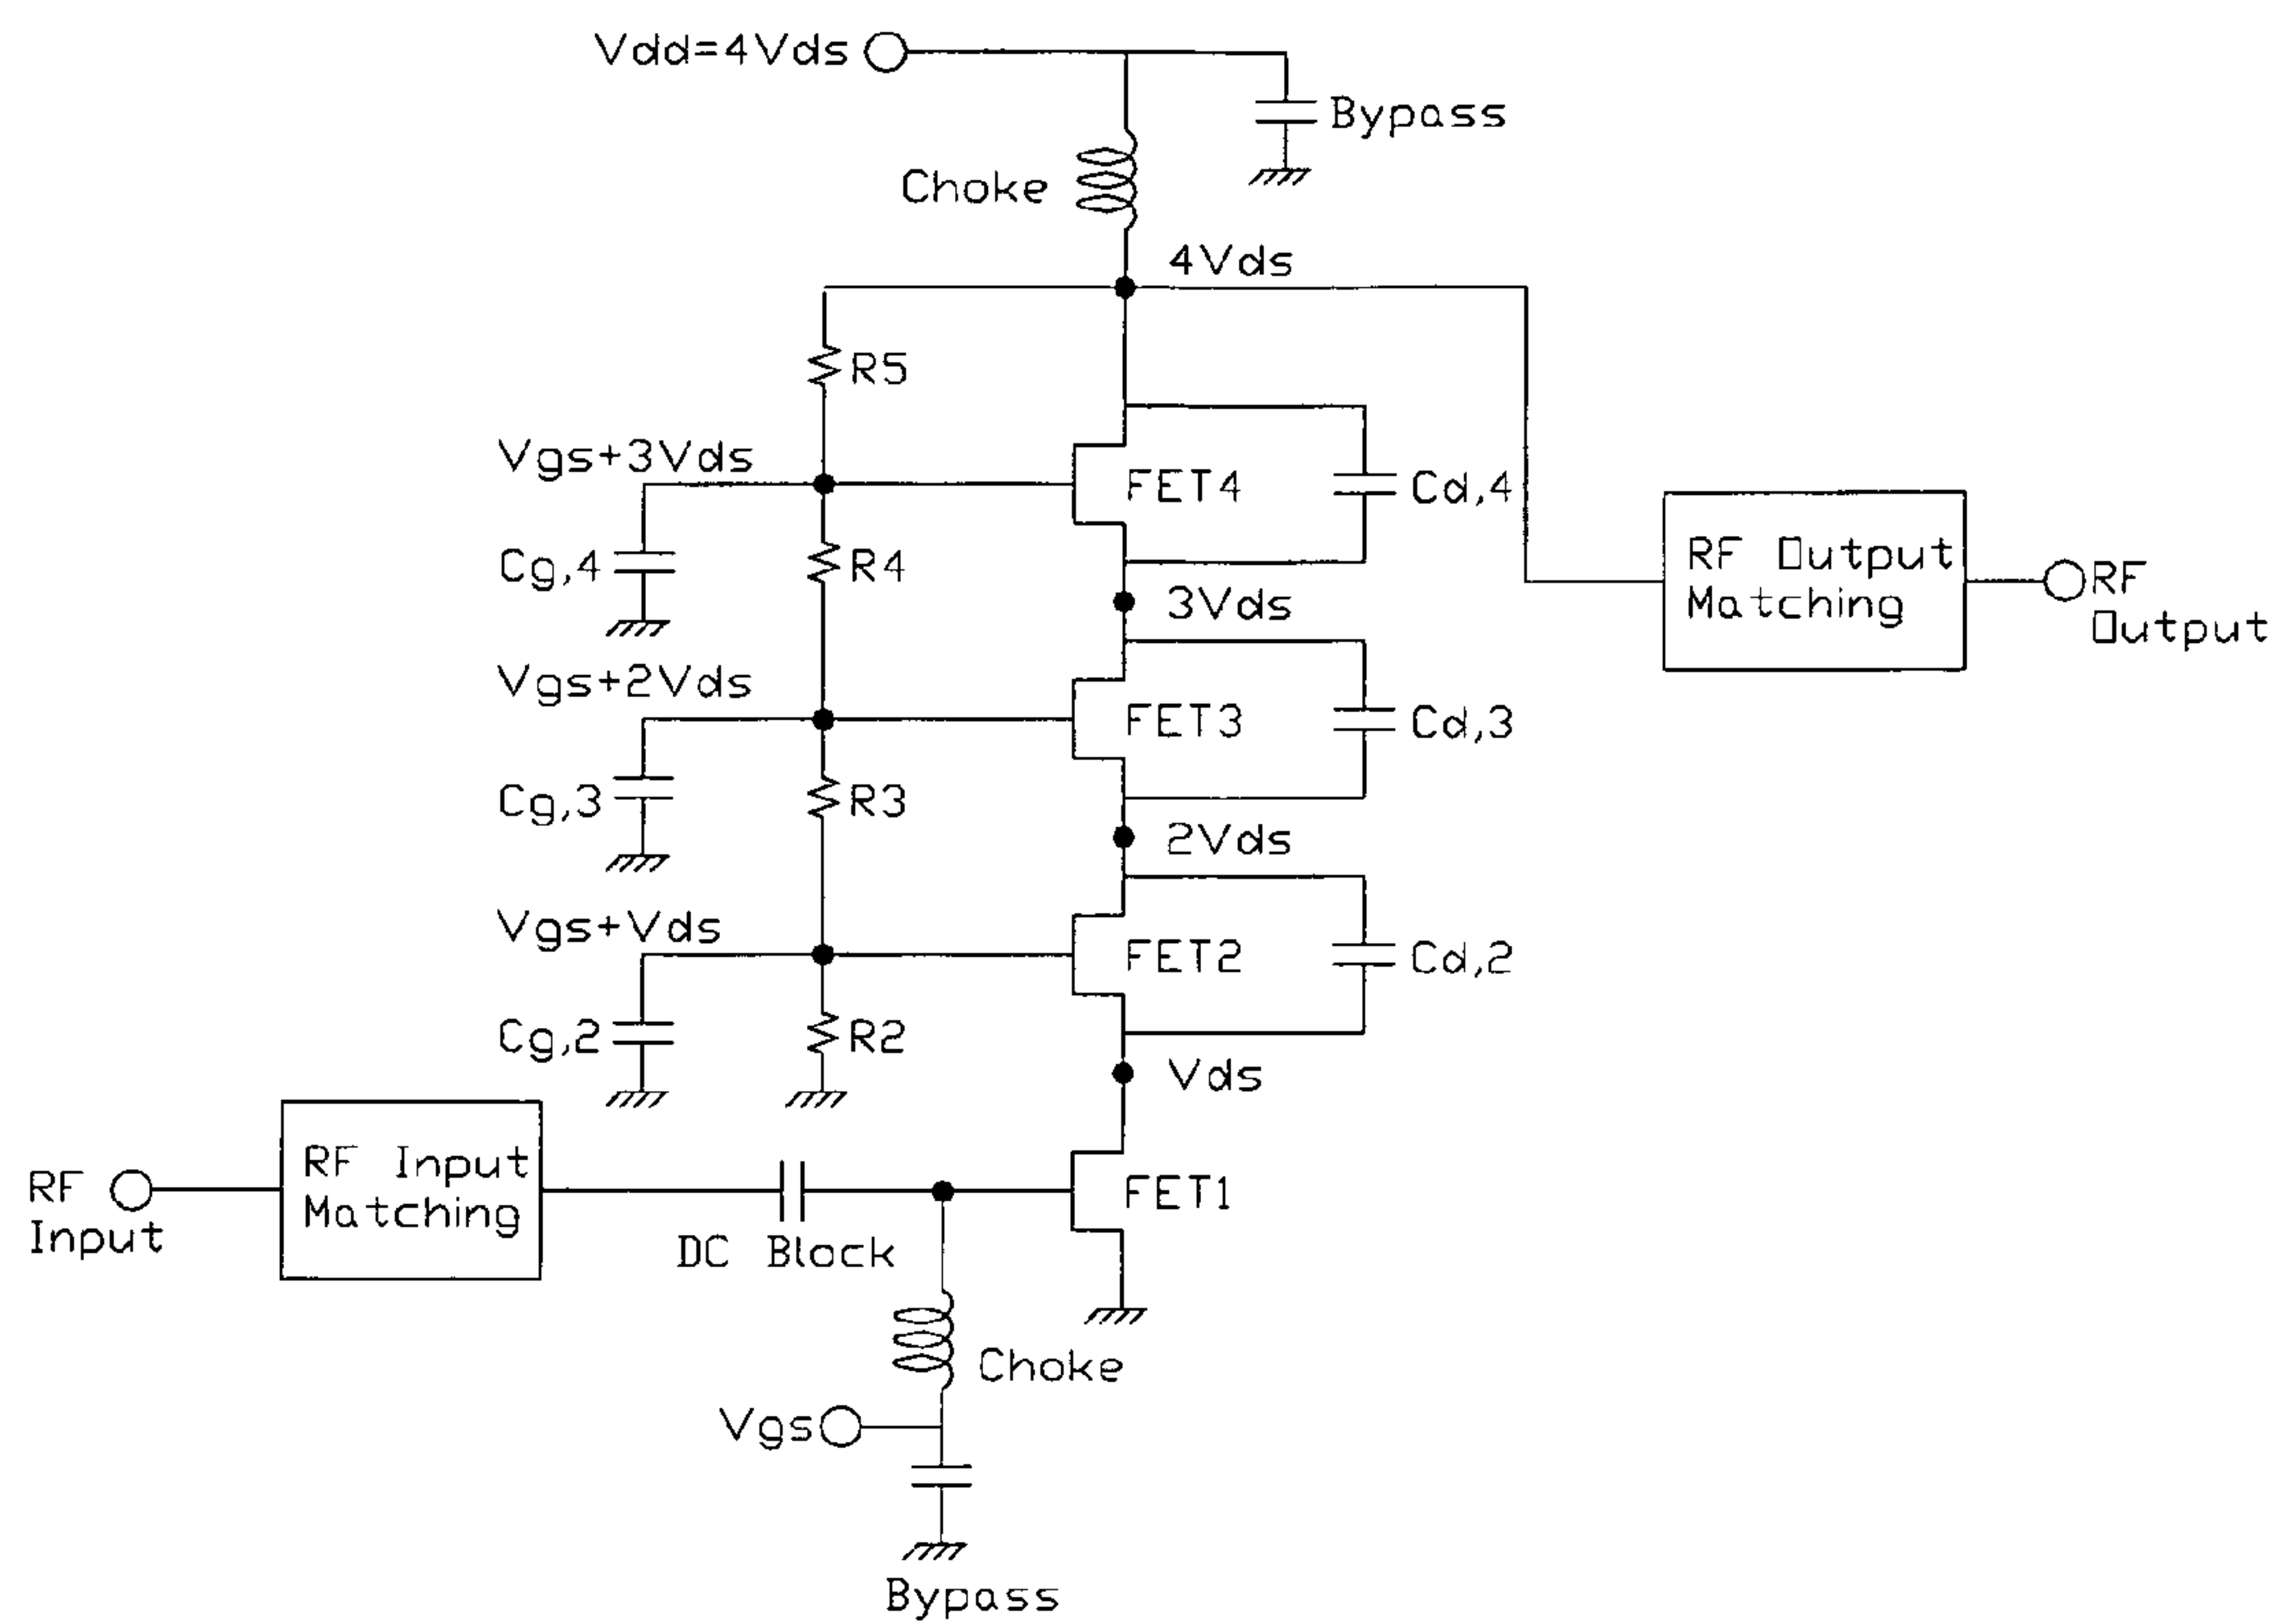 Vdd=4Vds
Bypass
Choke
4Vds
R5
Vgs+3Vds
FET4
Cd,4
Cg,4
R4
RF Output
Matching
RF
Output
3Vds
Vgs+2Vds
FET3
Cd,3
Cg,3
R3
2Vds
Vgs+Vds
FET2
Cd,2
Cg,2
R2
Vds
RF
Input
RF Input
Matching
DC Block
FET1
Choke
Vgs
Bypass